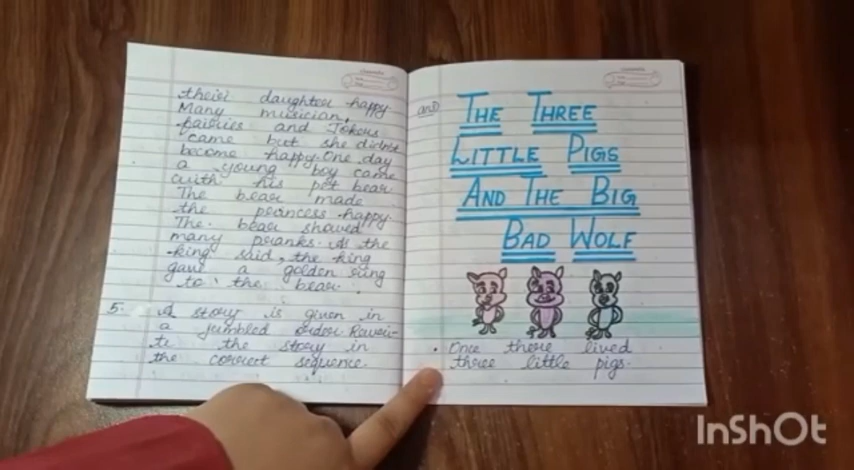 their daughter happy.
Many musician,
fairies and Jokers
came but she didnot
become happy. One day
a young boy came
with his pet bear
The bear made
the princess happy.
The bear showed
many pranks. As the
king said, the king
gave a golden ring
to the bear.
5. A story is given in
a jumbled order. Rewri-
te the story in
the correct sequence.
and
THE THREE
LITTLE PIGS
AND THE BIG
BAD WOLF
• Once there lived
three little pigs.
InShOt